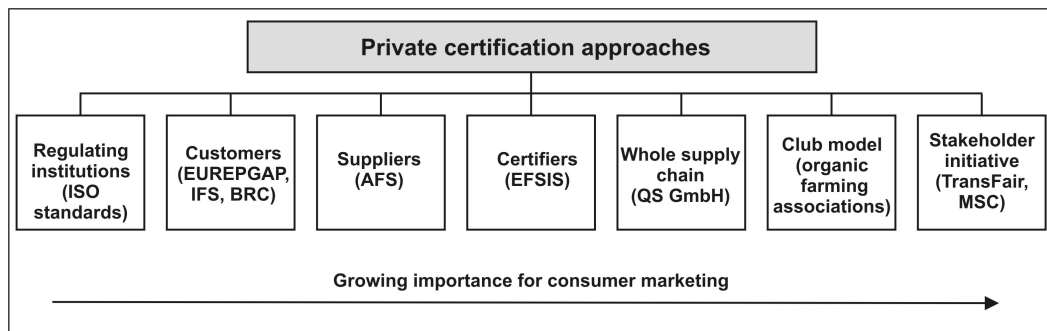 Private certification approaches
Regulating
institutions
(ISO
standards)
Customers
(EUREPGAP,
IFS, BRC)
Suppliers
(AFS)
Certifiers
(EFSIS)
Whole supply
chain
(QS GmbH)
Club model
(organic
farming
associations)
Stakeholder
initiative
(TransFair,
MSC)
Growing importance for consumer marketing